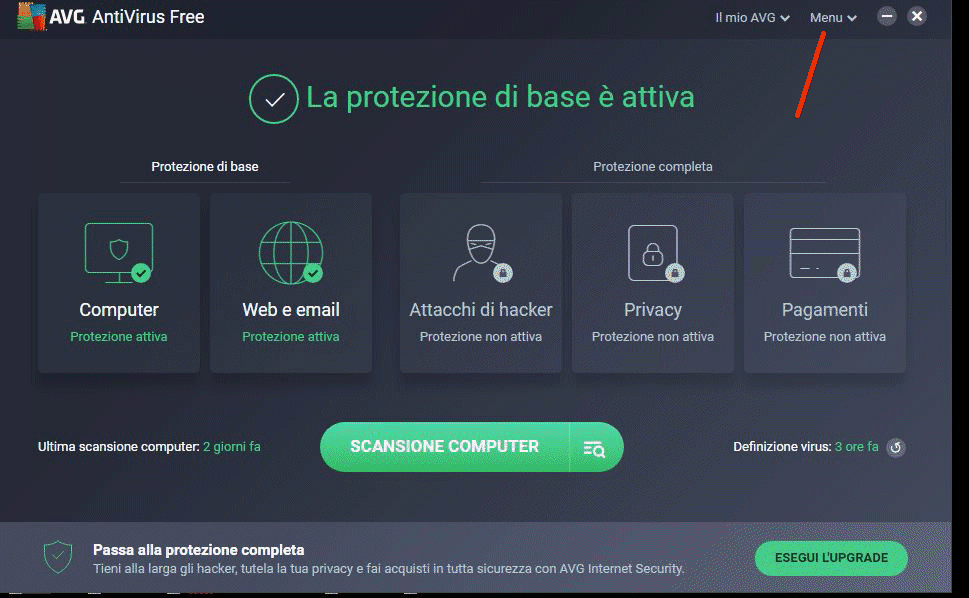 AVG AntiVirus Free
Il mio AVG
Menu
La protezione di base è attiva
Protezione di base
Protezione completa
Computer
Protezione attiva
Web e email
Protezione attiva
Attacchi di hacker
Protezione non attiva
Privacy
Protezione non attiva
Pagamenti
Protezione non attiva
Ultima scansione computer: 2 giorni fa
SCANSIONE COMPUTER
Definizione virus: 3 ore fa
Passa alla protezione completa
Tieni alla larga gli hacker, tutela la tua privacy e fai acquisti in tutta sicurezza con AVG Internet Security.
ESEGUI L'UPGRADE